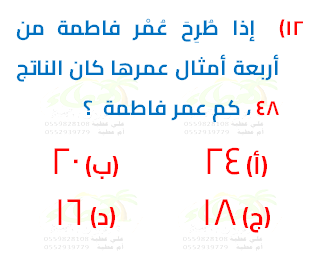 ١٢) إذا طُرِحَ عُمْر فاطمة من
أربعة أمثال عمرها كان الناتج
٤٨ ، كم عمر فاطمة ؟
(أ) ٢٤ (ب) ٢٠
(ج) ١٨ (د) ١٦